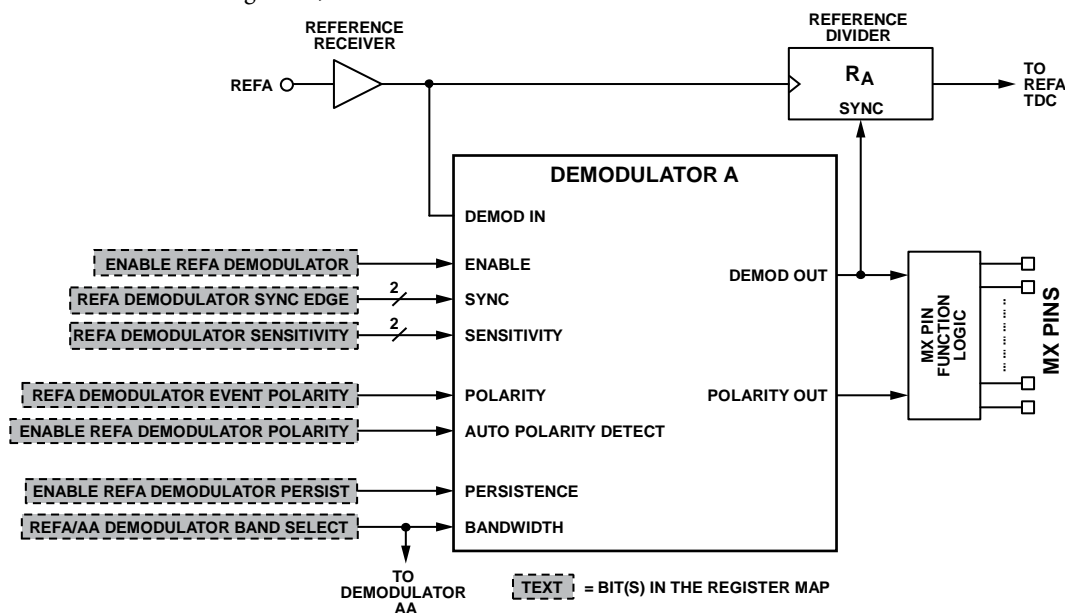 REFERENCE
RECEIVER
REFERENCE
DIVIDER
REFA
RA
SYNC
TO
REFA
TDC
DEMODULATOR A
DEMOD IN
ENABLE REFA DEMODULATOR
ENABLE
DEMOD OUT
REFA DEMODULATOR SYNC EDGE
2
SYNC
REFA DEMODULATOR SENSITIVITY
2
SENSITIVITY
MX PIN
FUNCTION
LOGIC
MX PINS
REFA DEMODULATOR EVENT POLARITY
POLARITY
POLARITY OUT
ENABLE REFA DEMODULATOR POLARITY
AUTO POLARITY DETECT
ENABLE REFA DEMODULATOR PERSIST
PERSISTENCE
REFA/AA DEMODULATOR BAND SELECT
BANDWIDTH
TO
DEMODULATOR
AA
TEXT = BIT(S) IN THE REGISTER MAP